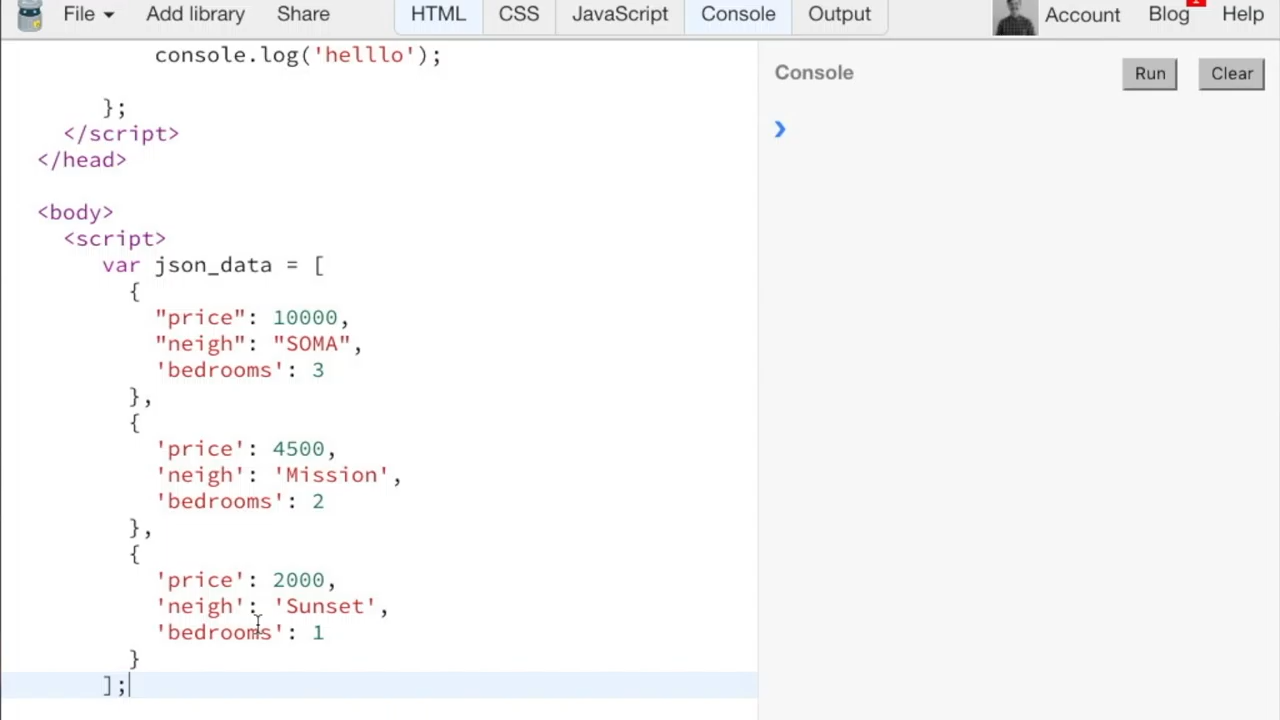 File Add library Share HTML CSS JavaScript Console Output Account Blog 1 Help
console.log('helllo');
Console Run Clear
};
</script>
</head>
<body>
<script>
var json_data = [
{
"price": 10000,
"neigh": "SOMA",
'bedrooms': 3
},
{
'price': 4500,
'neigh': 'Mission',
'bedrooms': 2
},
{
'price': 2000,
'neigh': 'Sunset',
'bedrooms': 1
}
];